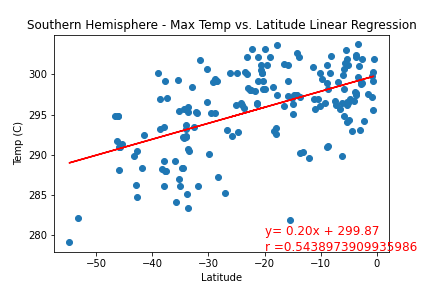 Southern Hemisphere - Max Temp vs. Latitude Linear Regression
Temp (C)
300
295
290
285
280
y= 0.20x + 299.87
r =0.5438973909935986
−50
−40
−30
−20
−10
0
Latitude